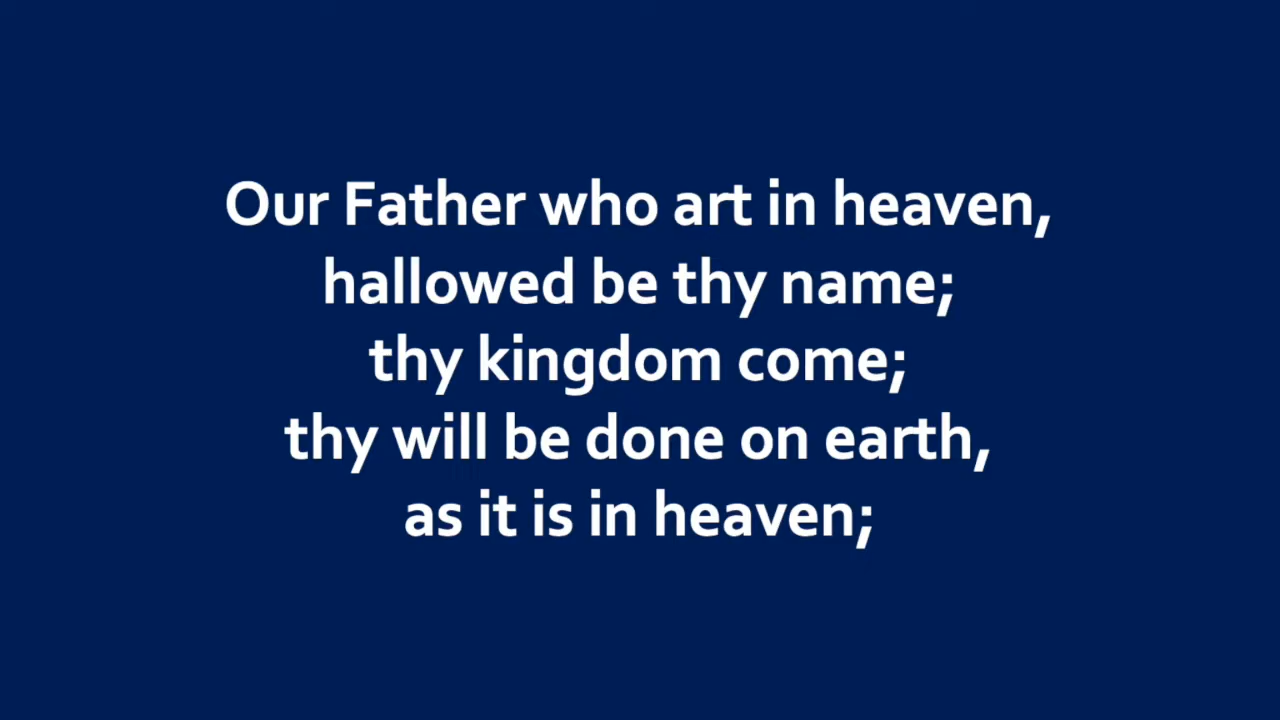 Our Father who art in heaven,
hallowed be thy name;
thy kingdom come;
thy will be done on earth,
as it is in heaven;